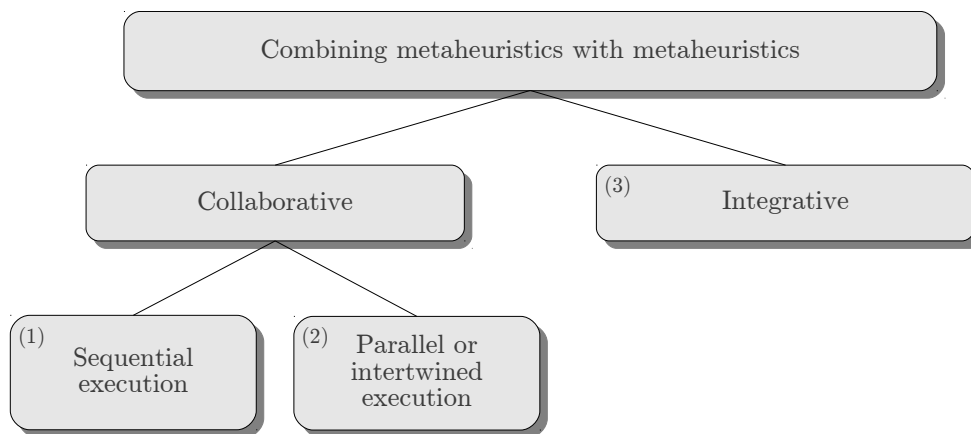 Combining metaheuristics with metaheuristics
Collaborative
(3)
Integrative
(1)
Sequential
execution
(2)
Parallel or
intertwined
execution